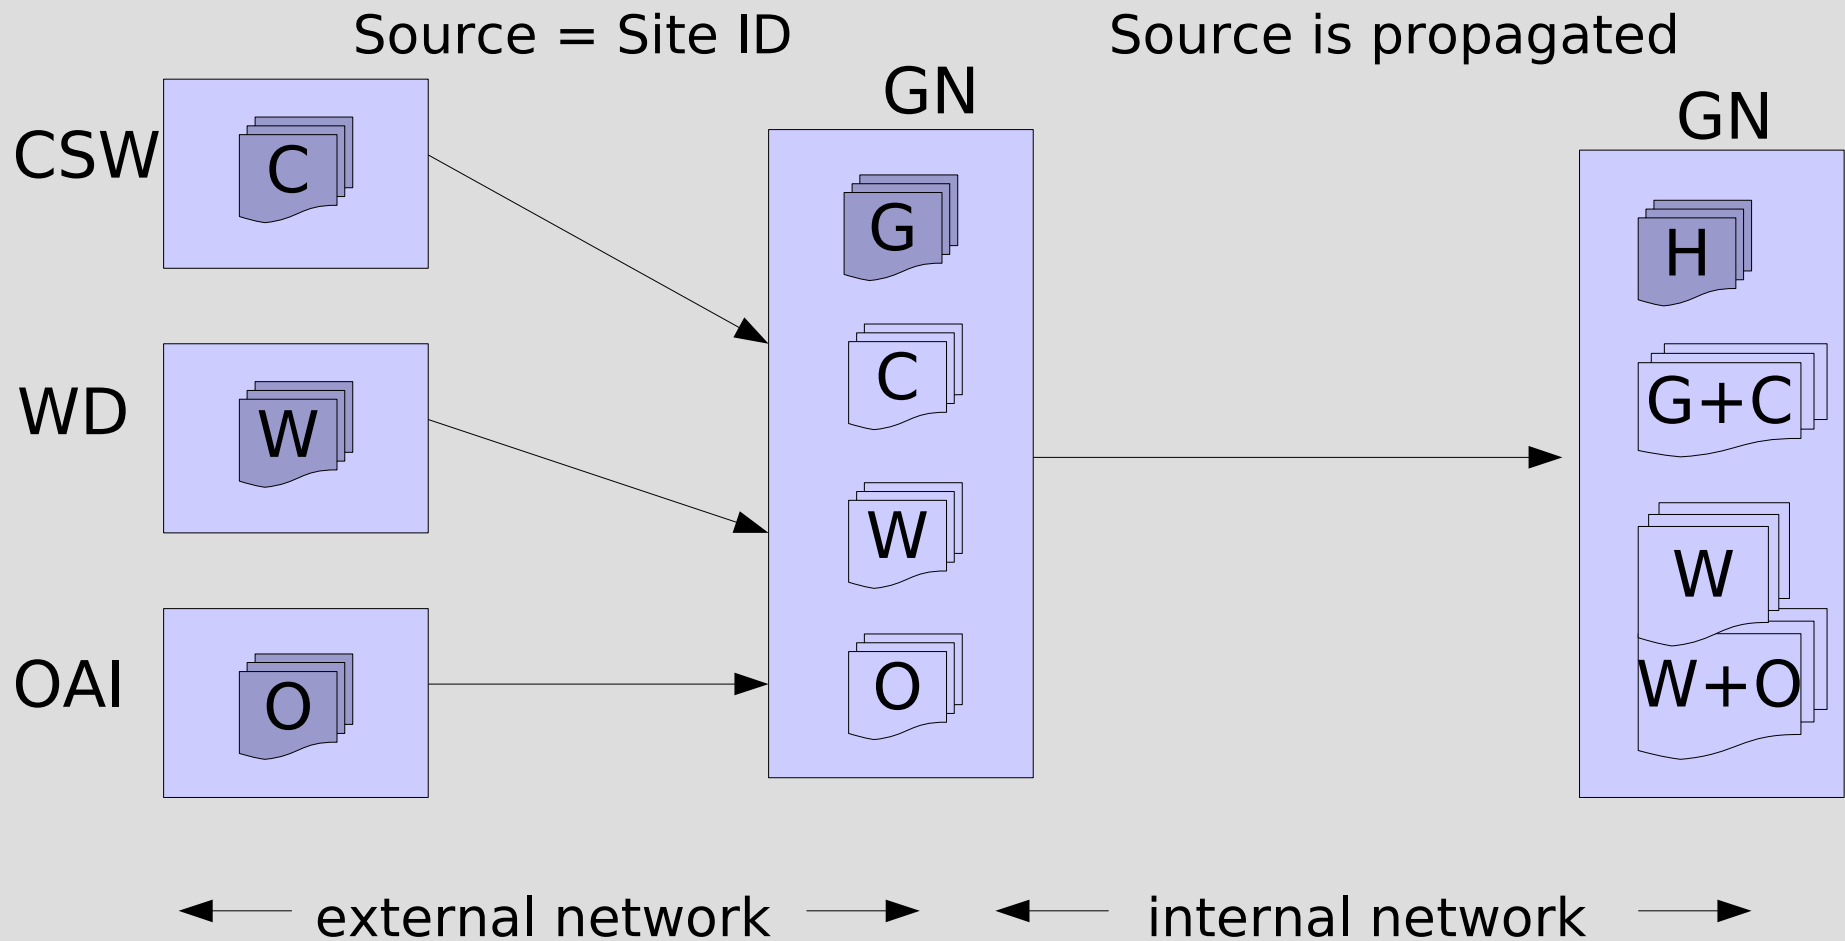 Source = Site ID
Source is propagated
CSW
C
WD
W
OAI
O
GN
G
C
W
O
GN
H
G+C
W
W+O
external network
internal network